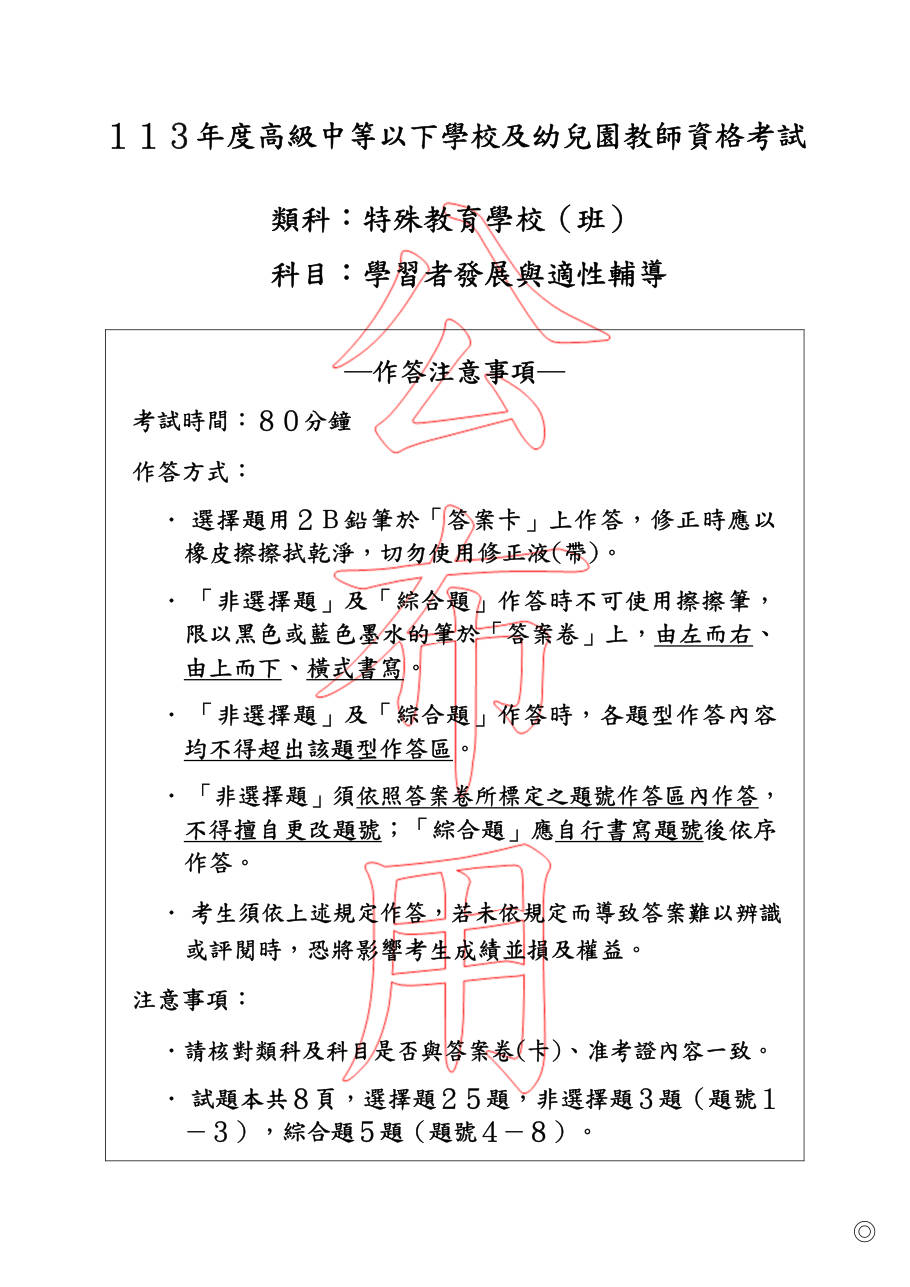 １１３年度高級中等以下學校及幼兒園教師資格考試
類科：特殊教育學校（班）
科目：學習者發展與適性輔導
—作答注意事項—
考試時間：８０分鐘
作答方式：
· 選擇題用２Ｂ鉛筆於「答案卡」上作答，修正時應以
橡皮擦擦拭乾淨，切勿使用修正液(帶)。
· 「非選擇題」及「綜合題」作答時不可使用擦擦筆，
限以黑色或藍色墨水的筆於「答案卷」上，由左而右、
由上而下、橫式書寫。
· 「非選擇題」及「綜合題」作答時，各題型作答內容
均不得超出該題型作答區。
· 「非選擇題」須依照答案卷所標定之題號作答區內作答，
不得擅自更改題號；「綜合題」應自行書寫題號後依序
作答。
· 考生須依上述規定作答，若未依規定而導致答案難以辨識
或評閱時，恐將影響考生成績並損及權益。
注意事項：
·請核對類科及科目是否與答案卷(卡)、准考證內容一致。
· 試題本共８頁，選擇題２５題，非選擇題３題（題號１
－３），綜合題５題（題號４－８）。
公布用
◎